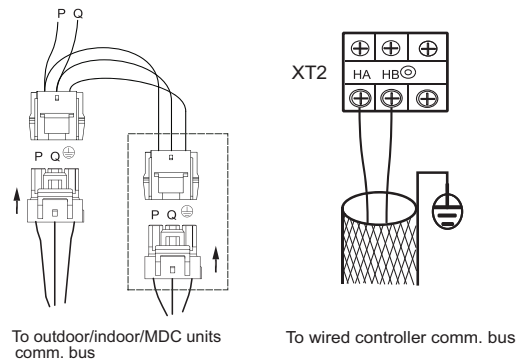 P Q
P Q
P Q
To outdoor/indoor/MDC units
comm. bus
XT2
HA HB
To wired controller comm. bus